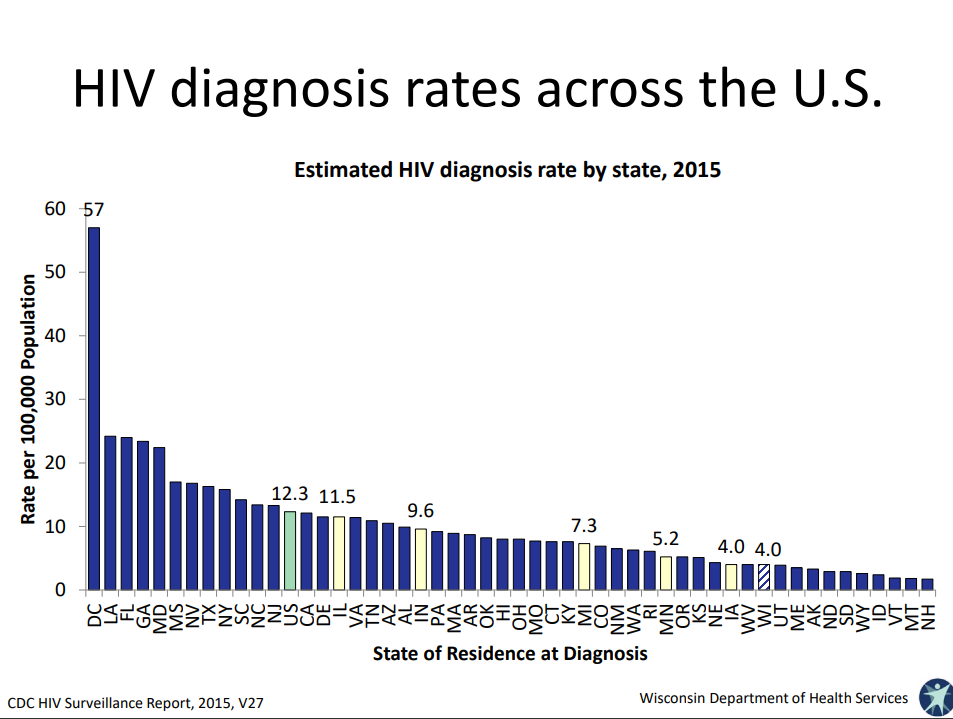 HIV diagnosis rates across the U.S.
Estimated HIV diagnosis rate by state, 2015
Rate per 100,000 Population
60
50
40
30
20
10
0
57
12.3
11.5
9.6
7.3
5.2
4.0
4.0
DC LA FL GA MD MS NV TX NY SC NC NJ US CA DE IL VA TN AZ AL IN PA MA AR OK HI OH MO CT KY MI CO NM WA RI MN OR KS NE IA WV WI UT ME AK ND SD WY ID VT MT NH
State of Residence at Diagnosis
CDC HIV Surveillance Report, 2015, V27
Wisconsin Department of Health Services